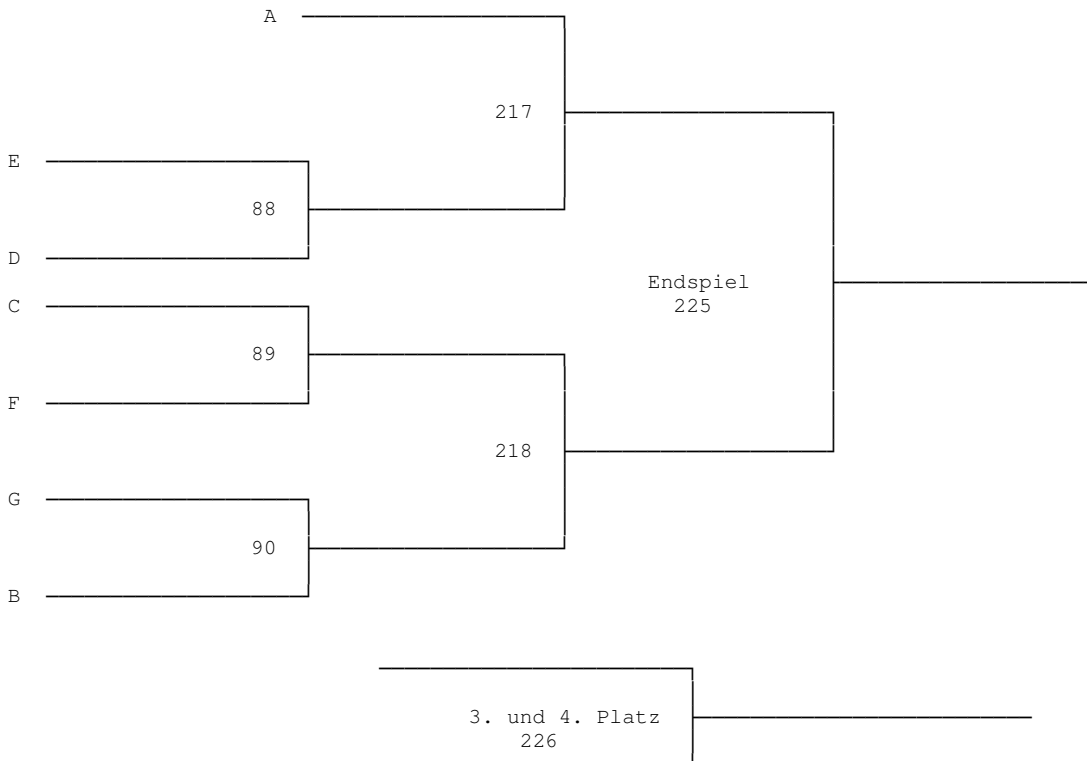 A
217
E
88
D
Endspiel
C
225
89
F
218
G
90
B
3. und 4. Platz
226